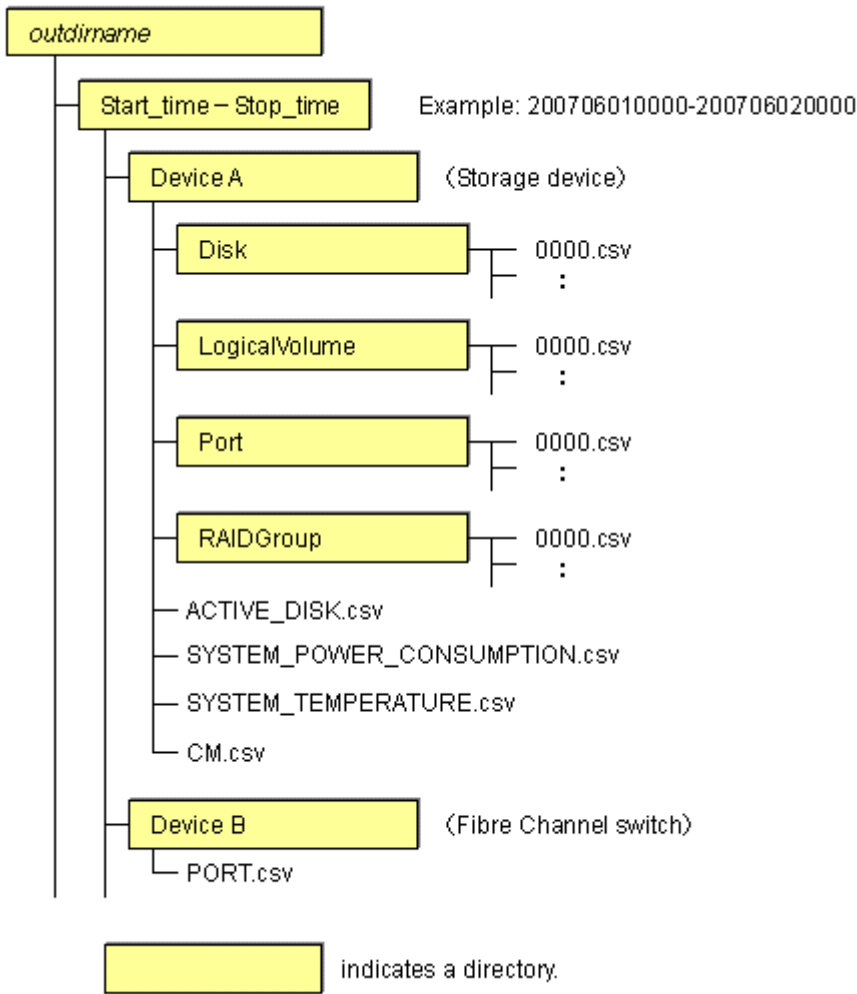 outdirname
Start_time – Stop_time Example: 200706010000-200706020000
Device A (Storage device)
Disk 0000.csv
:
LogicalVolume 0000.csv
:
Port 0000.csv
:
RAIDGroup 0000.csv
:
ACTIVE_DISK.csv
SYSTEM_POWER_CONSUMPTION.csv
SYSTEM_TEMPERATURE.csv
CM.csv
Device B (Fibre Channel switch)
PORT.csv
indicates a directory.